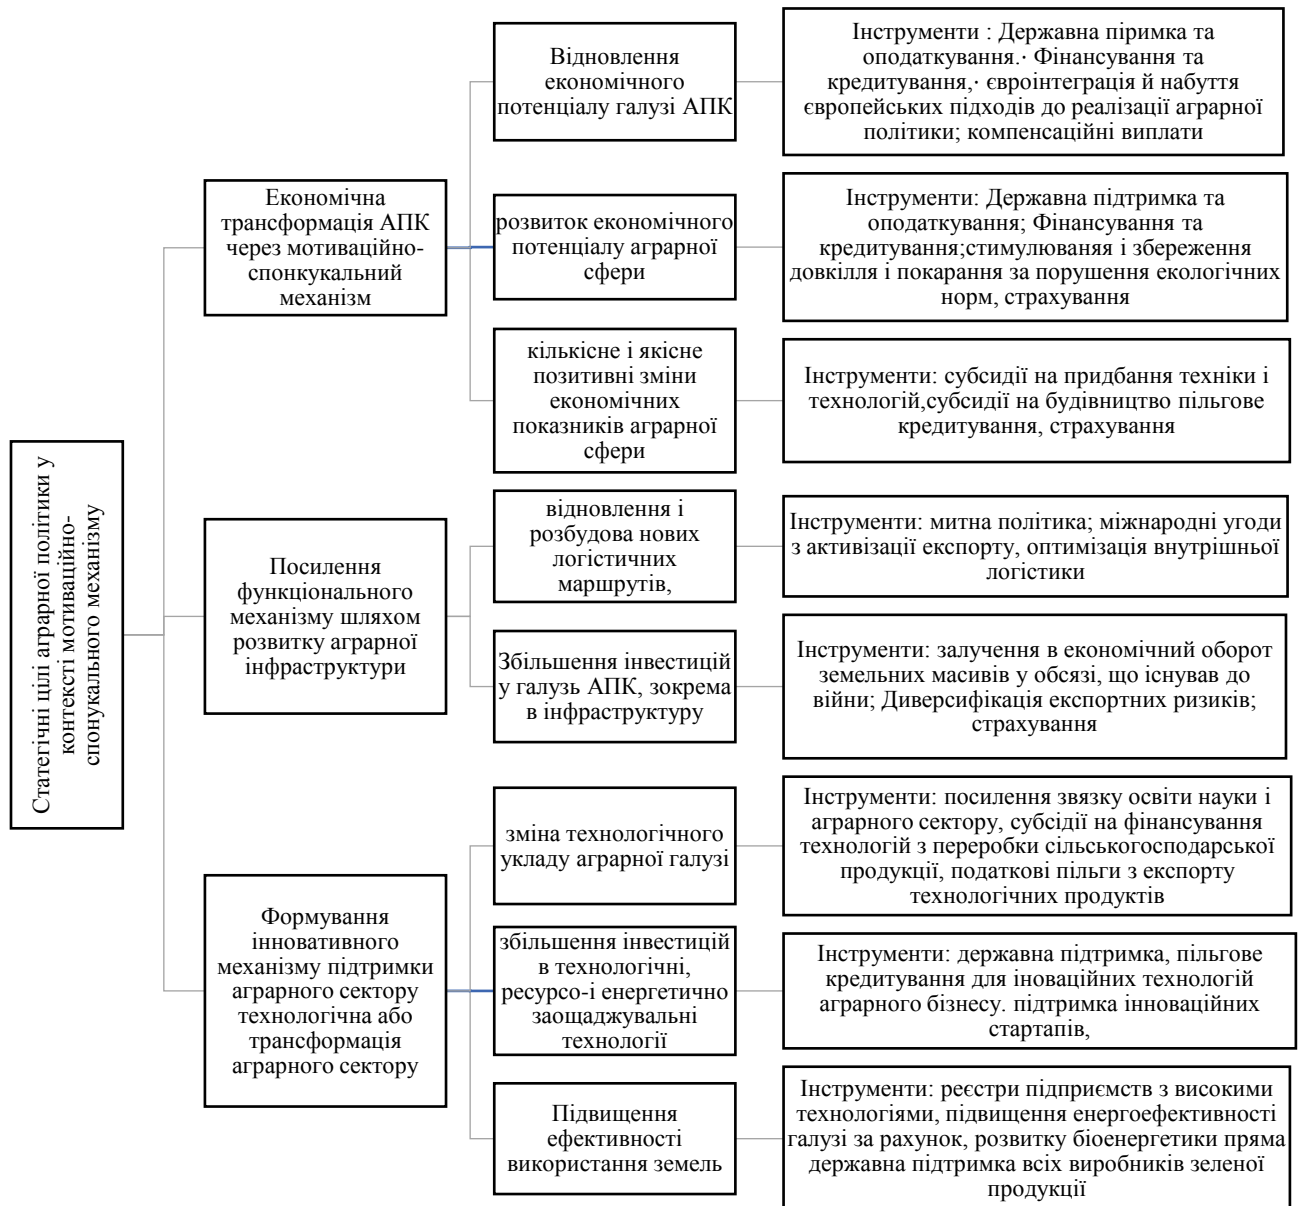 Статегічні цілі аграрної політики у
контексті мотиваційно-
спонукального механізму
Економічна
трансформація АПК
через мотиваційно-
спонкукальний
механізм
Відновлення
економічного
потенціалу галузі АПК
Інструменти : Державна піримка та
оподаткування.· Фінансування та
кредитування,· євроінтеграція й набуття
європейських підходів до реалізації аграрної
політики; компенсаційні виплати
розвиток економічного
потенціалу аграрної
сфери
Інструменти: Державна підтримка та
оподаткування; Фінансування та
кредитування;стимулюваняя і збереження
довкілля і покарання за порушення екологічних
норм, страхування
кількісне і якісне
позитивні зміни
економічних
показників аграрної
сфери
Інструменти: субсидії на придбання техніки і
технологій,субсидії на будівництво пільгове
кредитування, страхування
Посилення
функціонального
механізму шляхом
розвитку аграрної
інфраструктури
відновлення і
розбудова нових
логістичних
маршрутів,
Інструменти: митна політика; міжнародні угоди
з активізації експорту, оптимізація внутрішньої
логістики
Збільшення інвестицій
у галузь АПК, зокрема
в інфраструктуру
Інструменти: залучення в економічний оборот
земельних масивів у обсязі, що існував до
війни; Диверсифікація експортних ризиків;
страхування
Формування
інновативного
механізму підтримки
аграрного сектору
технологічна або
трансформація
аграрного сектору
зміна технологічного
укладу аграрної галузі
Інструменти: посилення звязку освіти науки і
аграрного сектору, субсідії на фінансування
технологій з переробки сільськогосподарської
продукції, податкові пільги з експорту
технологічних продуктів
збільшення інвестицій
в технологічні,
ресурсо-і енергетично
заощаджувальні
технології
Інструменти: державна підтримка, пільгове
кредитування для іноваційних технологій
аграрного бізнесу. підтримка інноваційних
стартапів,
Підвищення
ефективності
використання земель
Інструменти: реєстри підприємств з високими
технологіями, підвищення енергоефективності
галузі за рахунок, розвитку біоенергетики пряма
державна підтримка всіх виробників зеленої
продукції